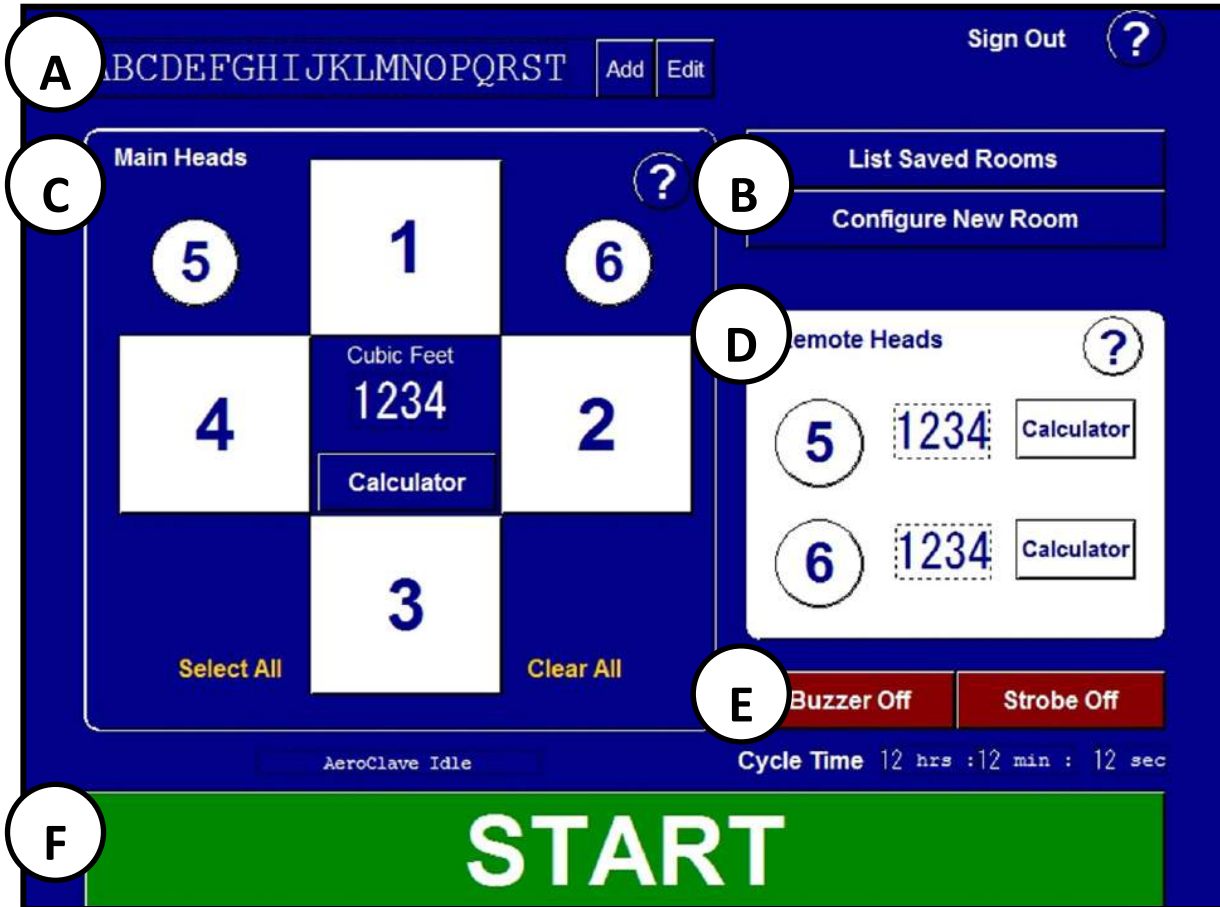 Sign Out ?
A BCDEFGHIJKLMNOPQRST Add Edit
C Main Heads ?
B List Saved Rooms
Configure New Room
5 1 6
4 Cubic Feet 2
1234
Calculator
3
Select All Clear All
D emote Heads ?
5 1234 Calculator
6 1234 Calculator
E Buzzer Off Strobe Off
AeroClave Idle
Cycle Time 12 hrs :12 min : 12 sec
F START